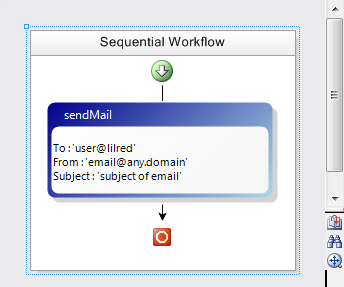 Sequential Workflow
sendMail
To : 'user@lilred'
From : 'email@any.domain'
Subject : 'subject of email'